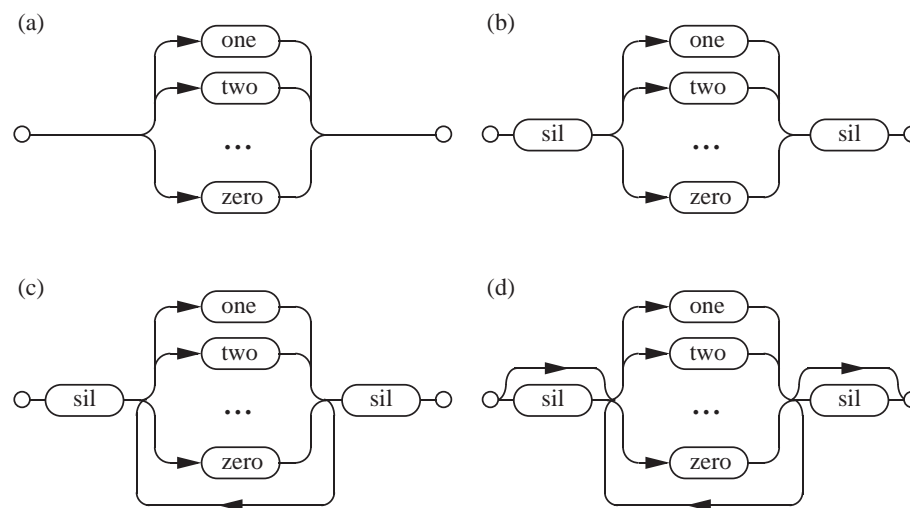 (a)
one
two
...
zero
(b)
sil
one
two
...
zero
sil
(c)
sil
one
two
...
zero
sil
(d)
sil
one
two
...
zero
sil